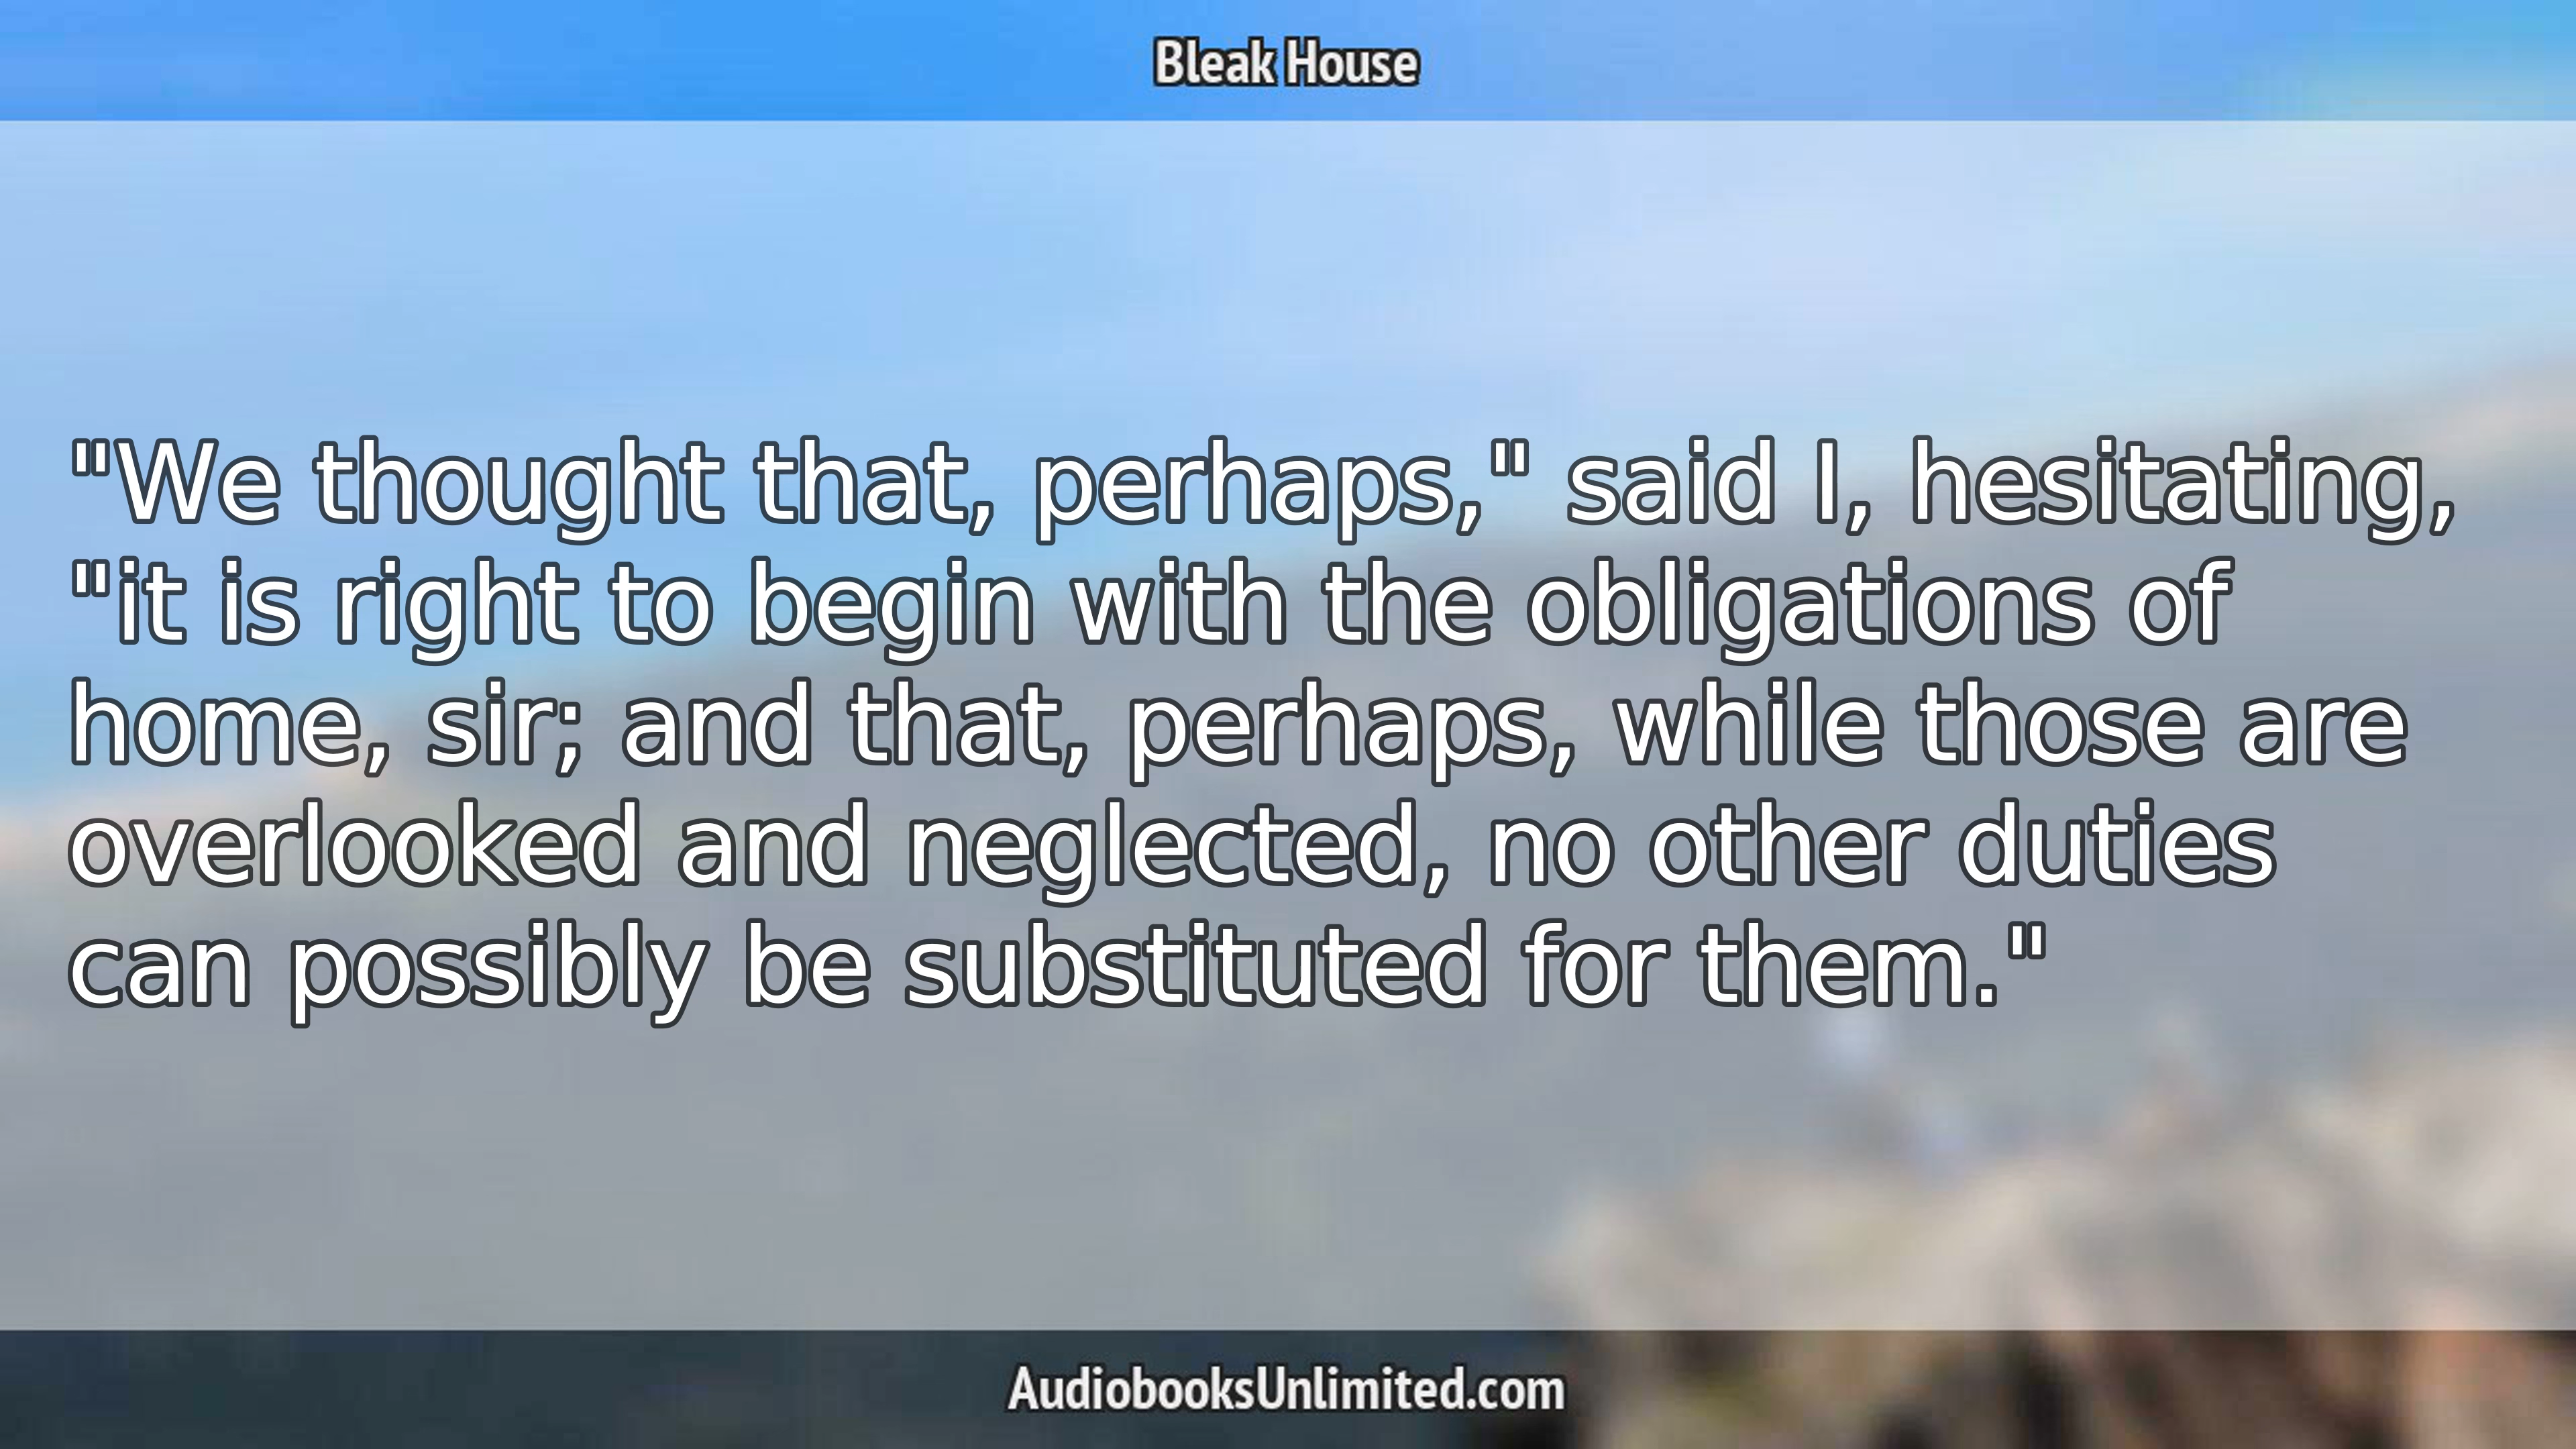 Bleak House
"We thought that, perhaps," said I, hesitating,
"it is right to begin with the obligations of
home, sir; and that, perhaps, while those are
overlooked and neglected, no other duties
can possibly be substituted for them."
AudiobooksUnlimited.com